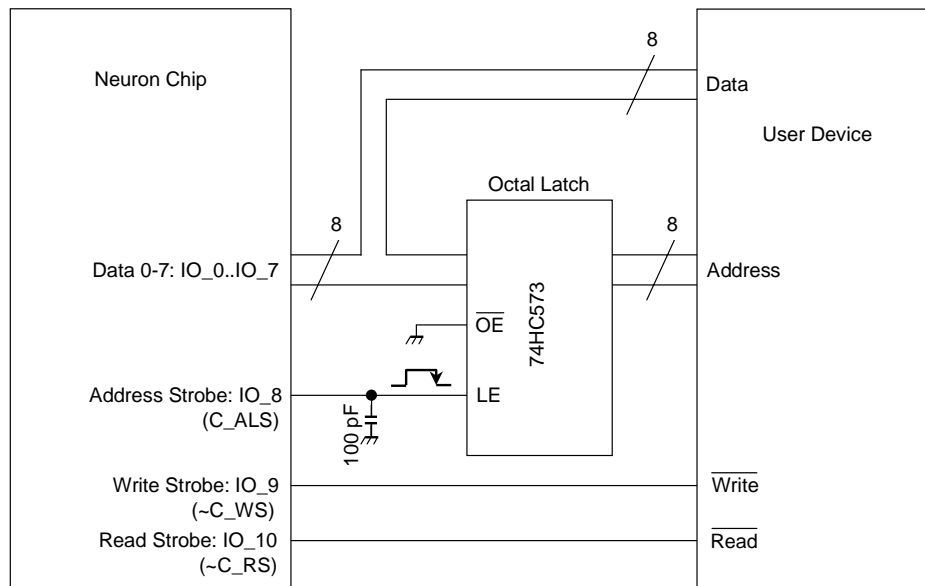 8
Neuron Chip
Data
User Device
Octal Latch
8
8
Data 0-7: IO_0..IO_7
Address
OE
74HC573
Address Strobe: IO_8
(C_ALS)
LE
100 pF
Write Strobe: IO_9
(~C_WS)
Write
Read Strobe: IO_10
(~C_RS)
Read